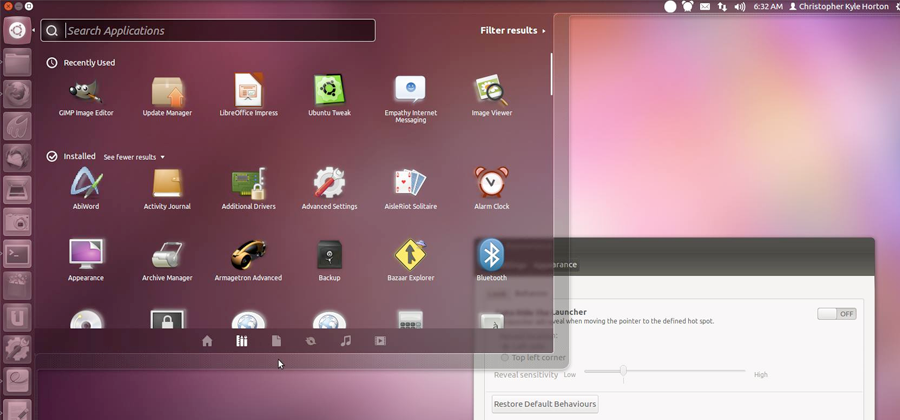 6:32 AM Christopher Kyle Horton
Search Applications
Filter results
Recently Used
GIMP Image Editor
Update Manager
LibreOffice Impress
Ubuntu Tweak
Empathy Internet
Messaging
Image Viewer
Installed See fewer results
AbiWord
Activity Journal
Additional Drivers
Advanced Settings
AisleRiot Solitaire
Alarm Clock
Appearance
Archive Manager
Armagetron Advanced
Backup
Bazaar Explorer
Bluetooth
Appearance
Launcher
OFF
reveal when moving the pointer to the defined hot spot.
Top left corner
Reveal sensitivity Low High
Restore Default Behaviours